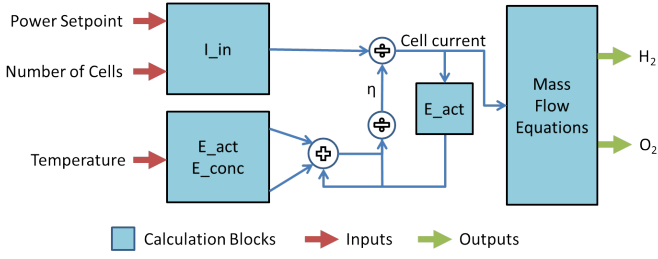 Power Setpoint
Number of Cells
I_in
Cell current
η
E_act
Mass
Flow
Equations
H₂
O₂
Temperature
E_act
E_conc
Calculation Blocks
Inputs
Outputs